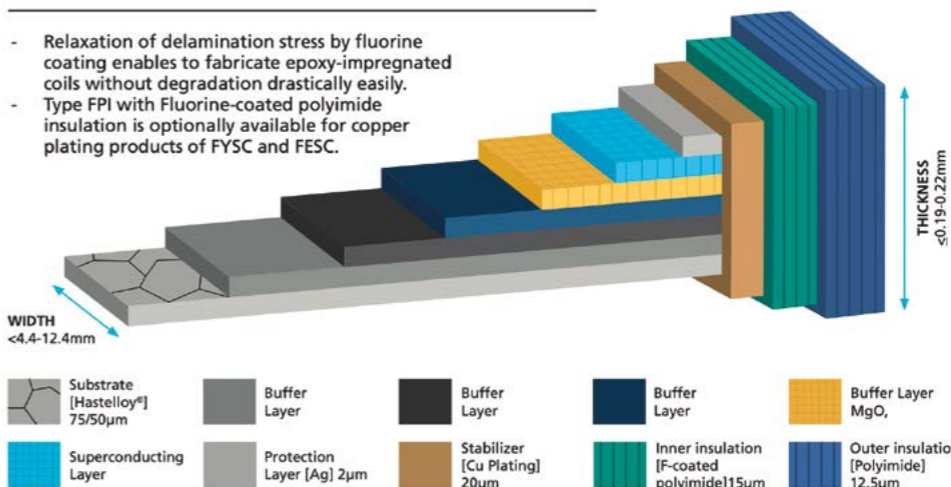 - Relaxation of delamination stress by fluorine
coating enables to fabricate epoxy-impregnated
coils without degradation drastically easily.
- Type FPI with Fluorine-coated polyimide
insulation is optionally available for copper
plating products of FYSC and FESC.
THICKNESS
≤0.19-0.22mm
WIDTH
<4.4-12.4mm
Substrate
[Hastelloy®]
75/50μm
Buffer
Layer
Buffer
Layer
Buffer
Layer
Buffer Layer
MgO,
Superconducting
Layer
Protection
Layer [Ag] 2μm
Stabilizer
[Cu Plating]
20μm
Inner insulation
[F-coated
polyimide]15μm
Outer insulatio
[Polyimide]
12.5μm